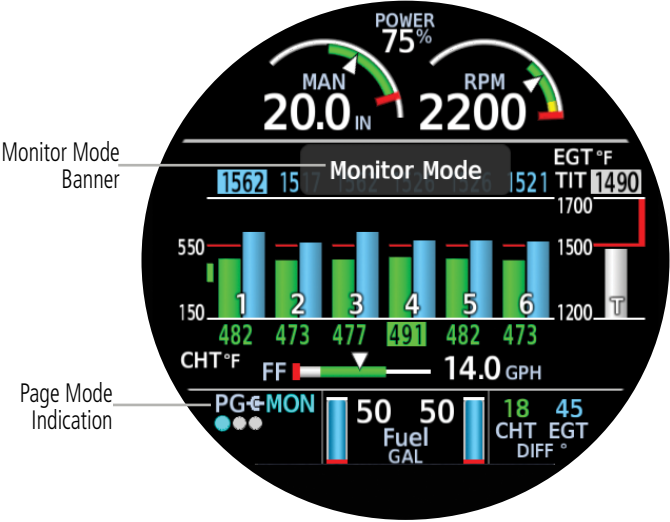 POWER
75%
MAN
20.0 IN
RPM
2200
Monitor Mode
Banner
Monitor Mode
EGT °F
1562 1521 TIT 1490
1700
550 1500
1 2 3 4 5 6 T
150 1200
482 473 477 491 482 473
CHT°F
FF 14.0 GPH
Page Mode
Indication
PG MON
50 50
Fuel
GAL
18 45
CHT EGT
DIFF °